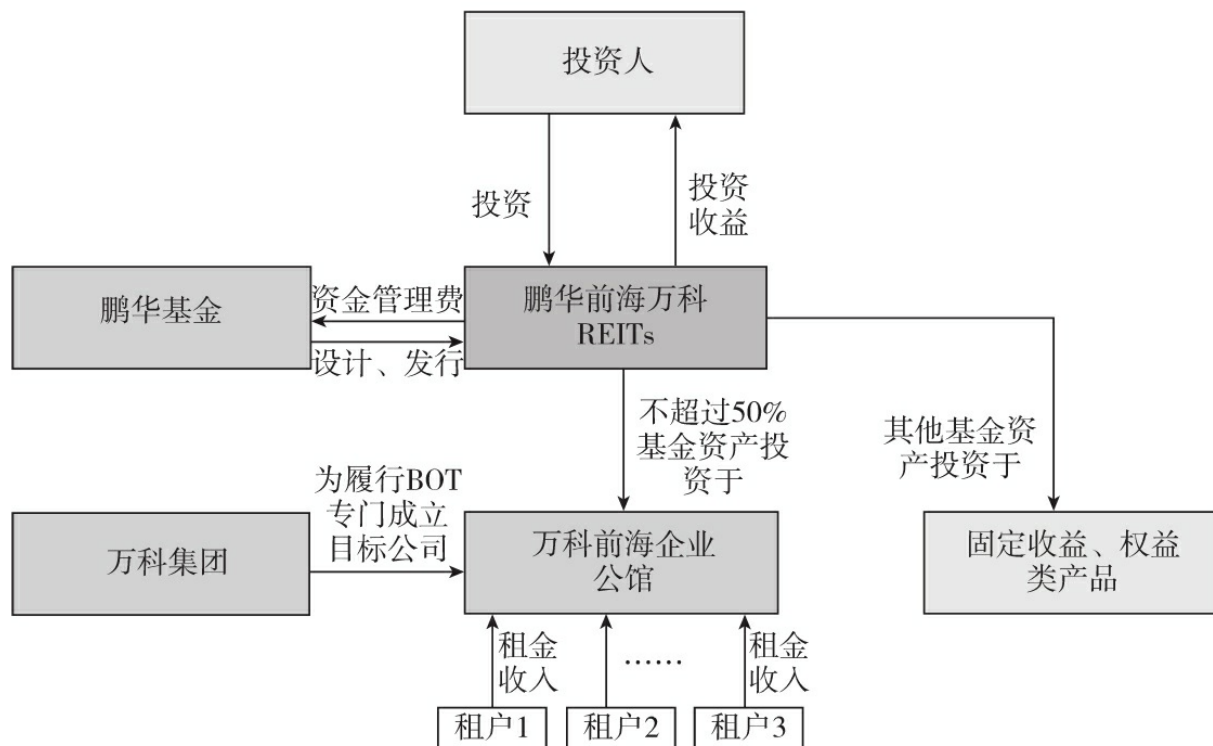 投资人
投资
投资
收益
鹏华基金
资金管理费
设计、发行
鹏华前海万科
REITs
不超过50%
基金资产投
资于
其他基金资
产投资于
万科集团
为履行BOT
专门成立
目标公司
万科前海企业
公馆
固定收益、权益
类产品
租金
收入
……
租金
收入
租户1
租户2
租户3